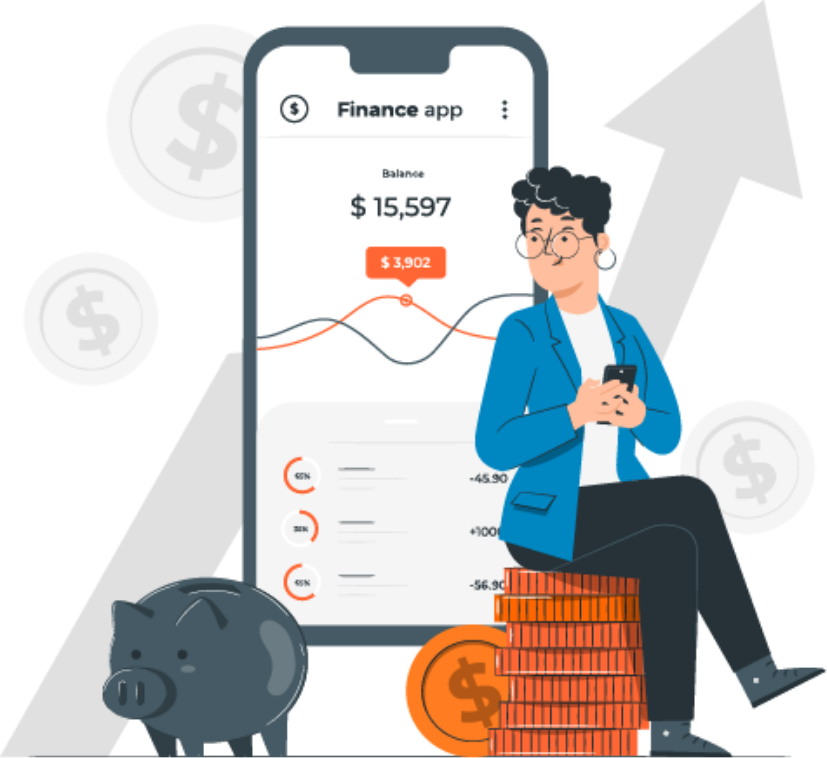 $ Finance app
Balance
$ 15,597
$ 3,902
-45.90
+100
-56.90